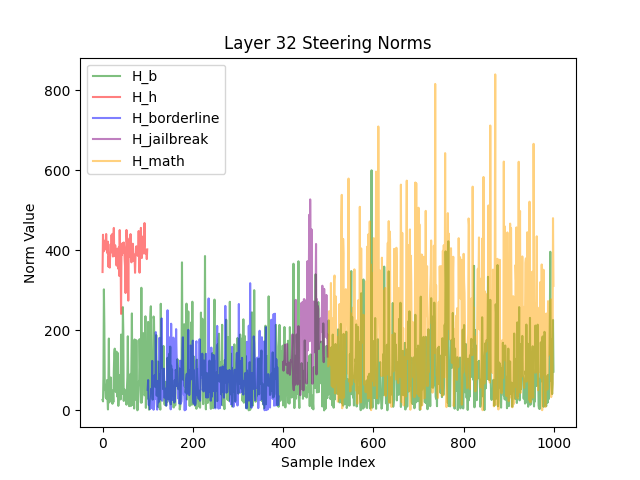 Layer 32 Steering Norms
H_b
H_h
H_borderline
H_jailbreak
H_math
Norm Value
800
600
400
200
0
0 200 400 600 800 1000
Sample Index